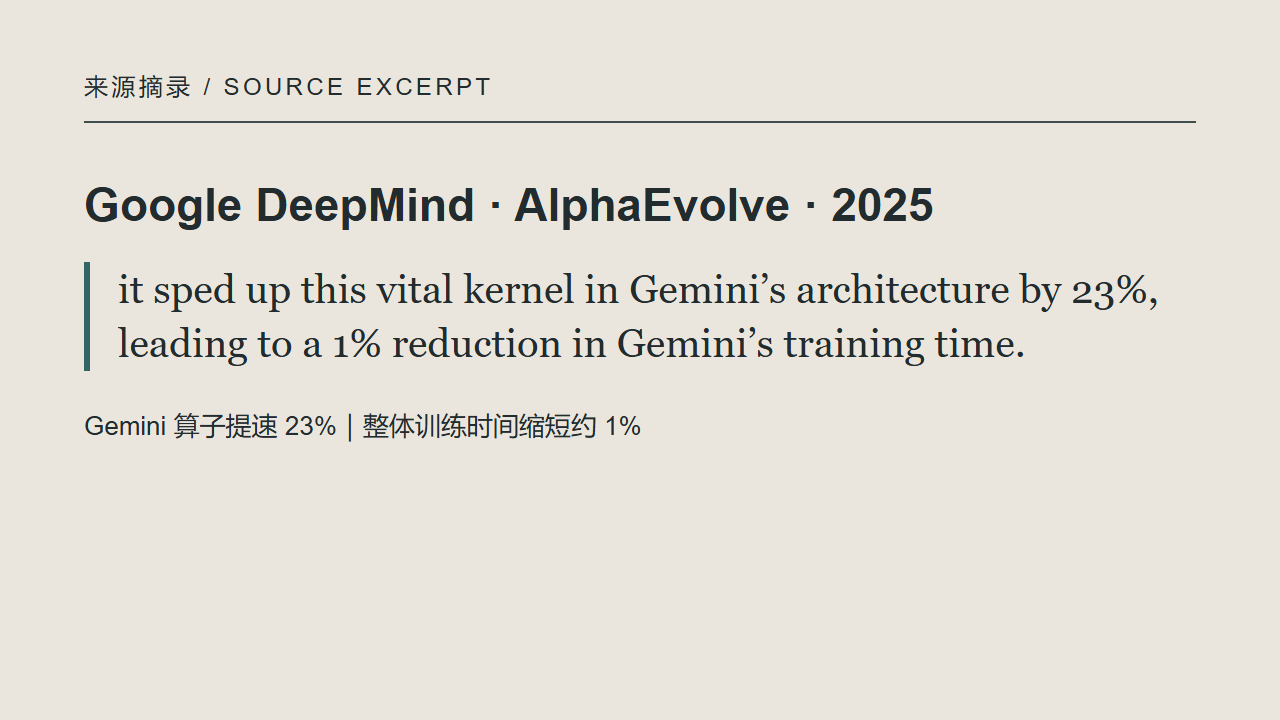 来源摘录 / SOURCE EXCERPT
Google DeepMind · AlphaEvolve · 2025
it sped up this vital kernel in Gemini’s architecture by 23%,
leading to a 1% reduction in Gemini’s training time.
Gemini 算子提速 23%｜整体训练时间缩短约 1%